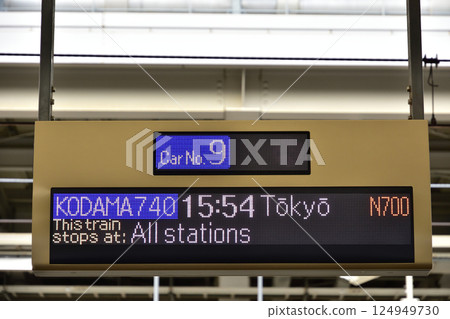 Car No. 9
PIXTA
KODAMA740 15:54 Tōkyō N700
This train
stops at: All stations
pixta.jp - 124949730